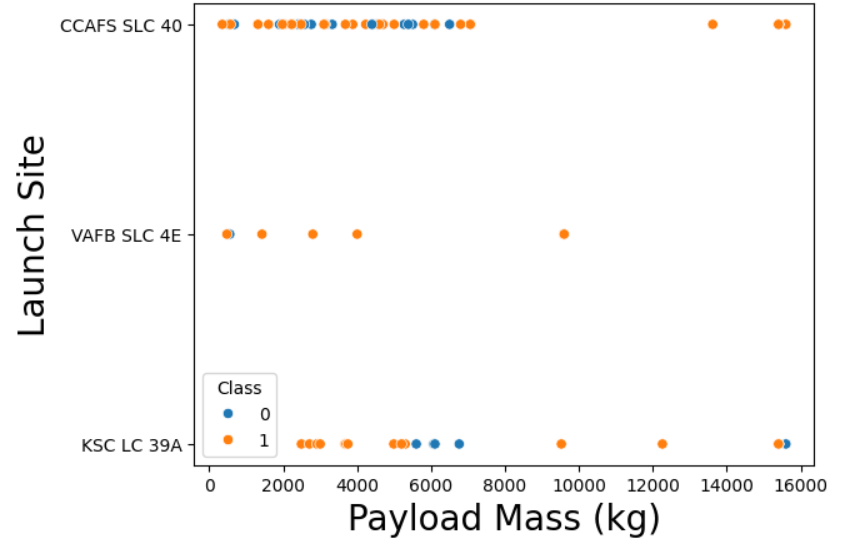 CCAFS SLC 40
VAFB SLC 4E
KSC LC 39A
Launch Site
Class
0
1
0 2000 4000 6000 8000 10000 12000 14000 16000
Payload Mass (kg)